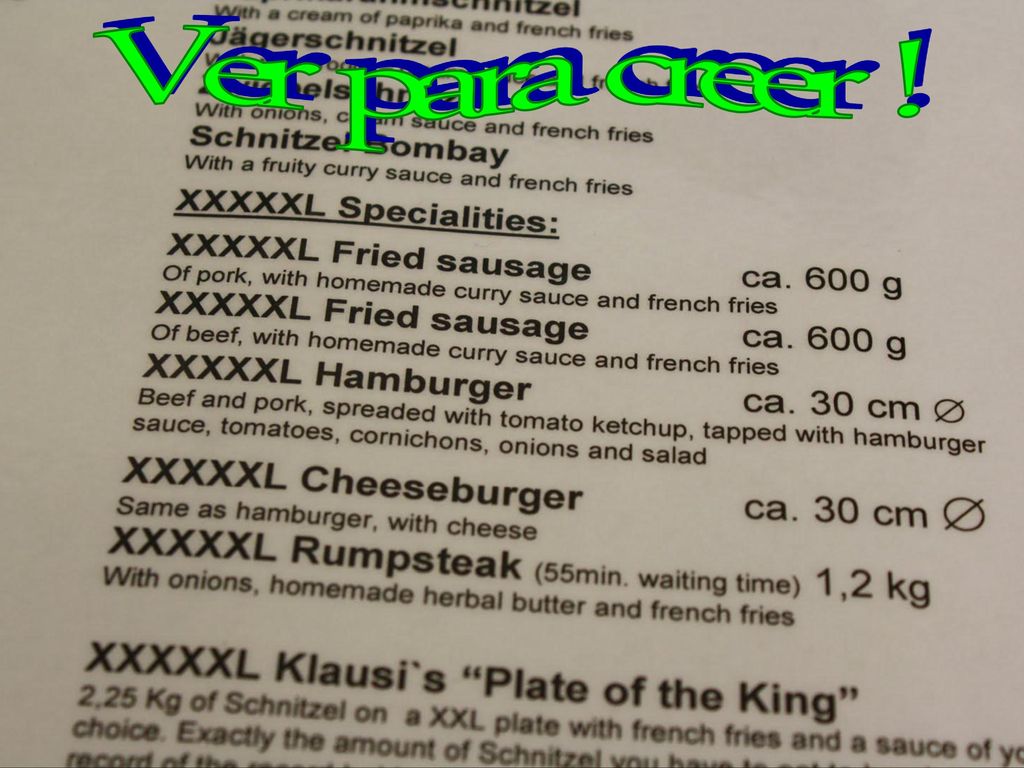 Ver para creer !
With a cream of paprika and french fries
Jägerschnitzel
With onions, cream sauce and french fries
Schnitzel Bombay
With a fruity curry sauce and french fries
XXXXXL Specialities:
XXXXXL Fried sausage ca. 600 g
Of pork, with homemade curry sauce and french fries
XXXXXL Fried sausage ca. 600 g
Of beef, with homemade curry sauce and french fries
XXXXXL Hamburger ca. 30 cm ∅
Beef and pork, spreaded with tomato ketchup, tapped with hamburger
sauce, tomatoes, cornichons, onions and salad
XXXXXL Cheeseburger ca. 30 cm ∅
Same as hamburger, with cheese
XXXXXL Rumpsteak (55min. waiting time) 1,2 kg
With onions, homemade herbal butter and french fries
XXXXXL Klausi`s “Plate of the King”
2,25 Kg of Schnitzel on a XXL plate with french fries and a sauce of
choice. Exactly the amount of Schnitzel you have to
record of the